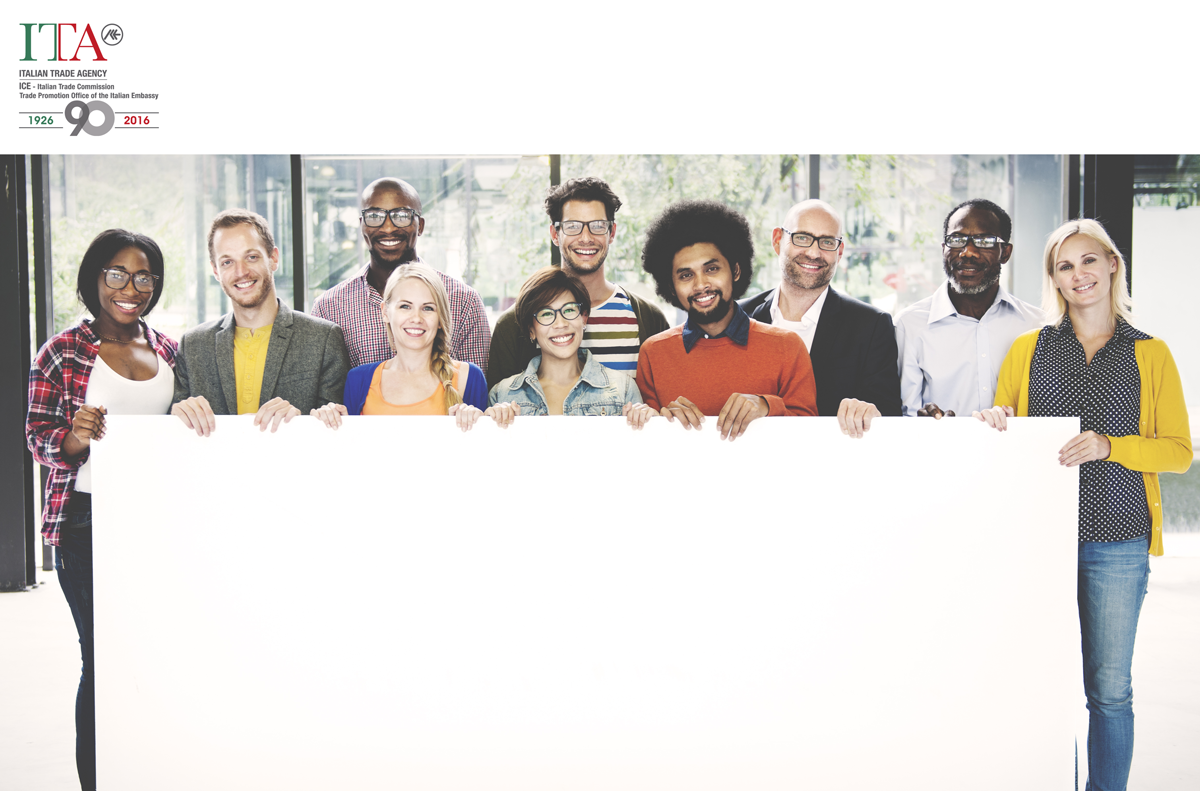 ITA
ITALIAN TRADE AGENCY
ICE - Italian Trade Commission
Trade Promotion Office of the Italian Embassy
1926 90 2016